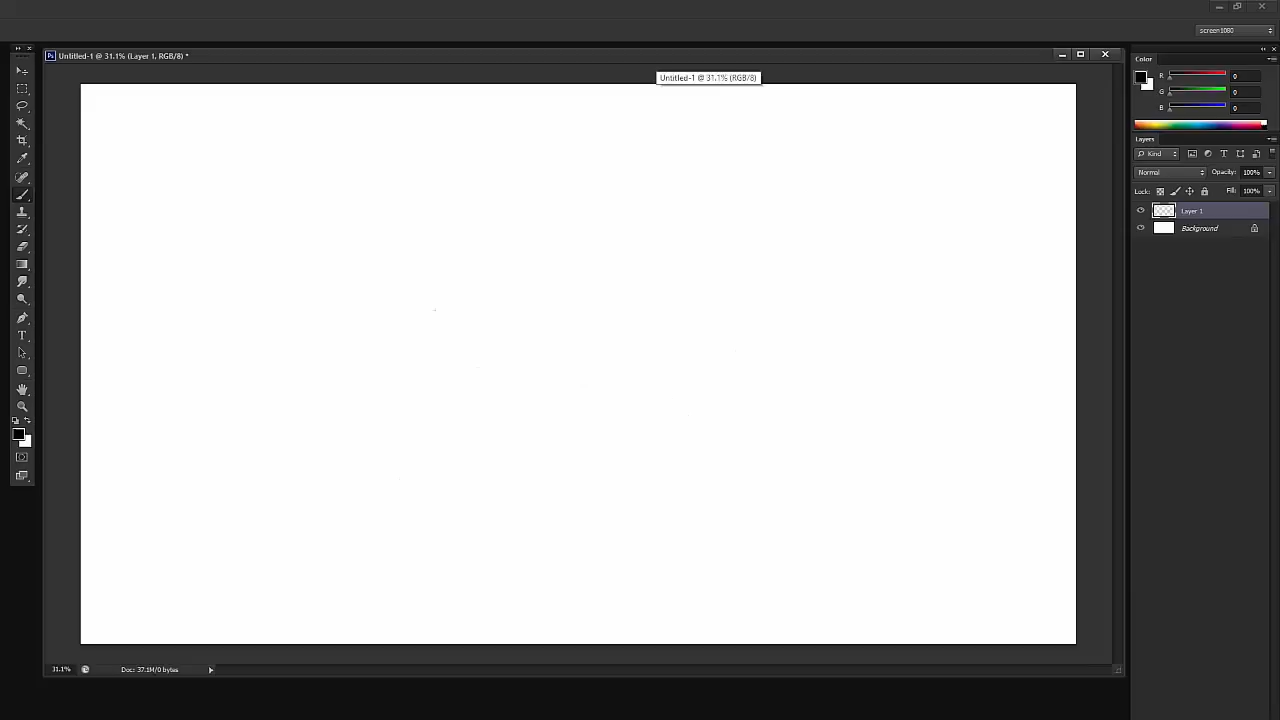 screen1080
Untitled-1 @ 31.1% (Layer 1, RGB/8) *
Untitled-1 @ 31.1% (RGB/8)
Color
R 0
G 0
B 0
Layers
Kind
Normal Opacity: 100%
Lock: Fill: 100%
Layer 1
Background
31.1% Doc: 37.1M/0 bytes